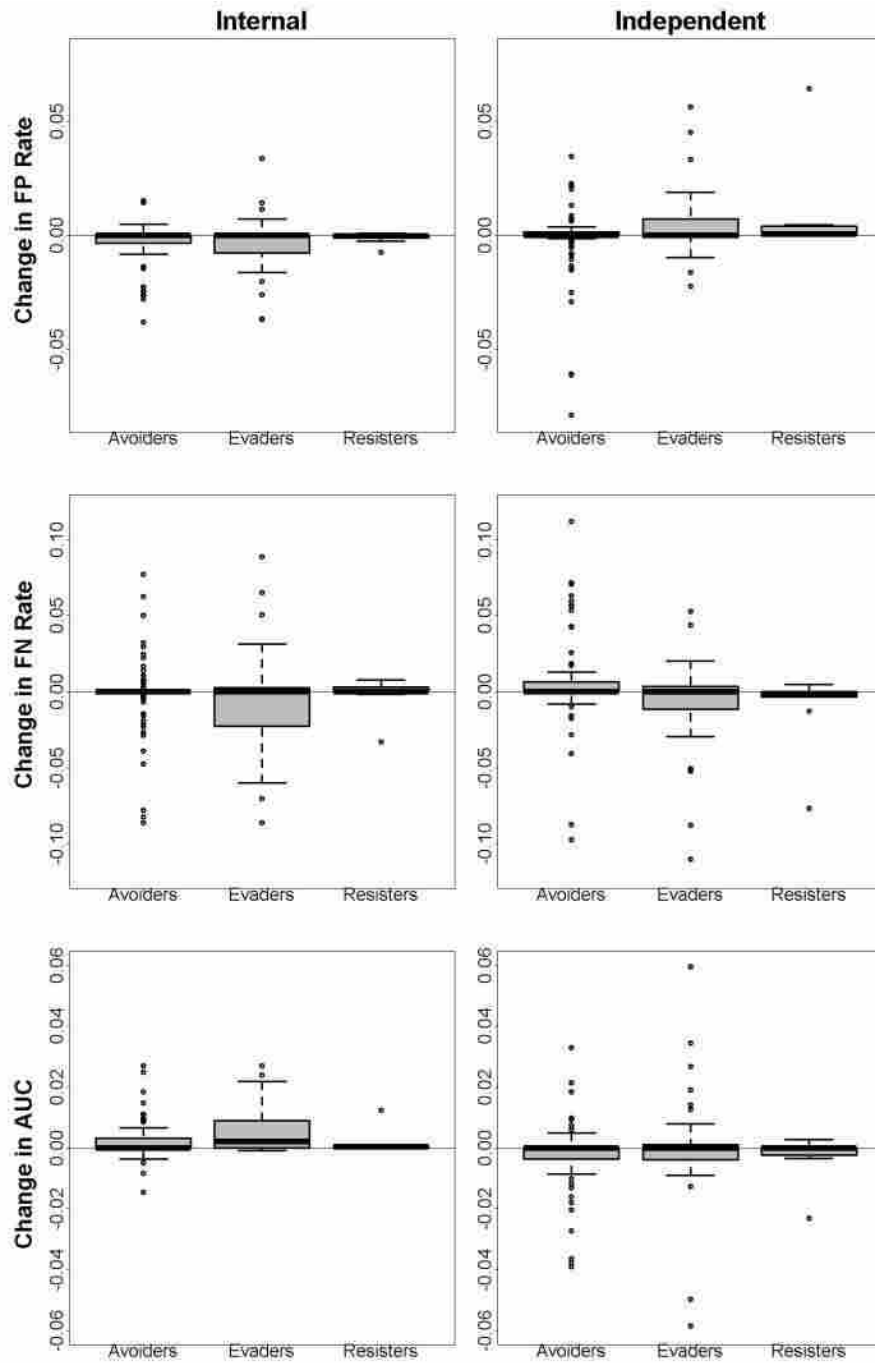 Internal
Independent
Change in FP Rate
0.05
0.00
-0.05
Avoiders Evaders Resisters
0.05
0.00
-0.05
Avoiders Evaders Resisters
Change in FN Rate
0.10
0.05
0.00
-0.05
-0.10
Avoiders Evaders Resisters
0.10
0.05
0.00
-0.05
-0.10
Avoiders Evaders Resisters
Change in AUC
0.06
0.04
0.02
0.00
-0.02
-0.04
-0.06
Avoiders Evaders Resisters
0.06
0.04
0.02
0.00
-0.02
-0.04
-0.06
Avoiders Evaders Resisters